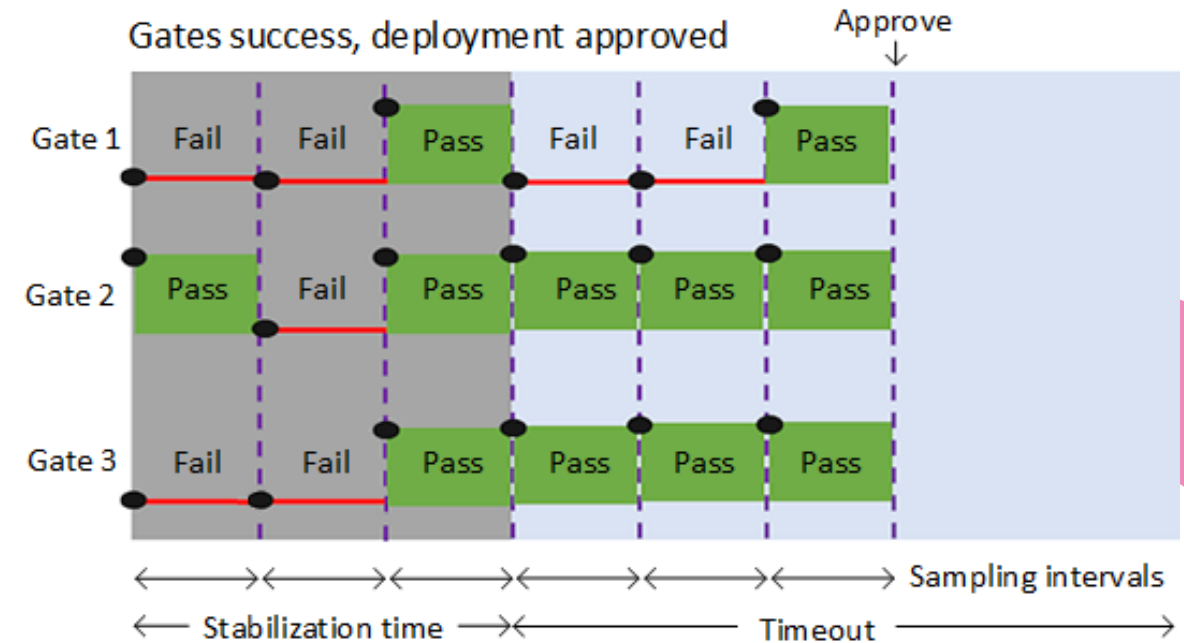 Approve
Gates success, deployment approved
Gate 1 Fail Fail Pass Fail Fail Pass
Gate 2 Pass Fail Pass Pass Pass Pass
Gate 3 Fail Fail Pass Pass Pass Pass
Sampling intervals
Stabilization time Timeout